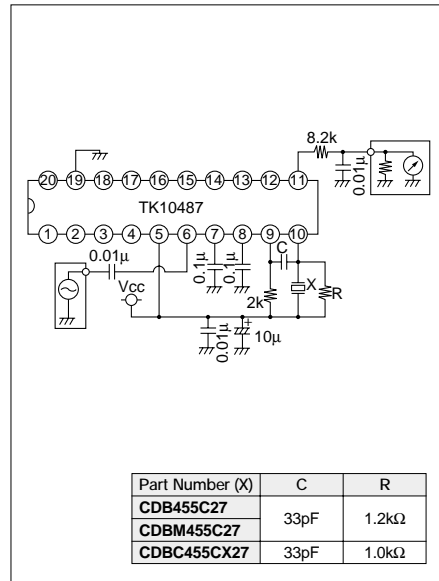 8.2k
0.01µ
20 19 18 17 16 15 14 13 12 11
TK10487
1 2 3 4 5 6 7 8 9 10
0.01µ
0.1µ
0.1µ
C
X
R
2k
Vcc
0.01µ
+
10µ
Part Number (X) C R
CDB455C27 33pF 1.2kΩ
CDBM455C27
CDBC455CX27 33pF 1.0kΩ